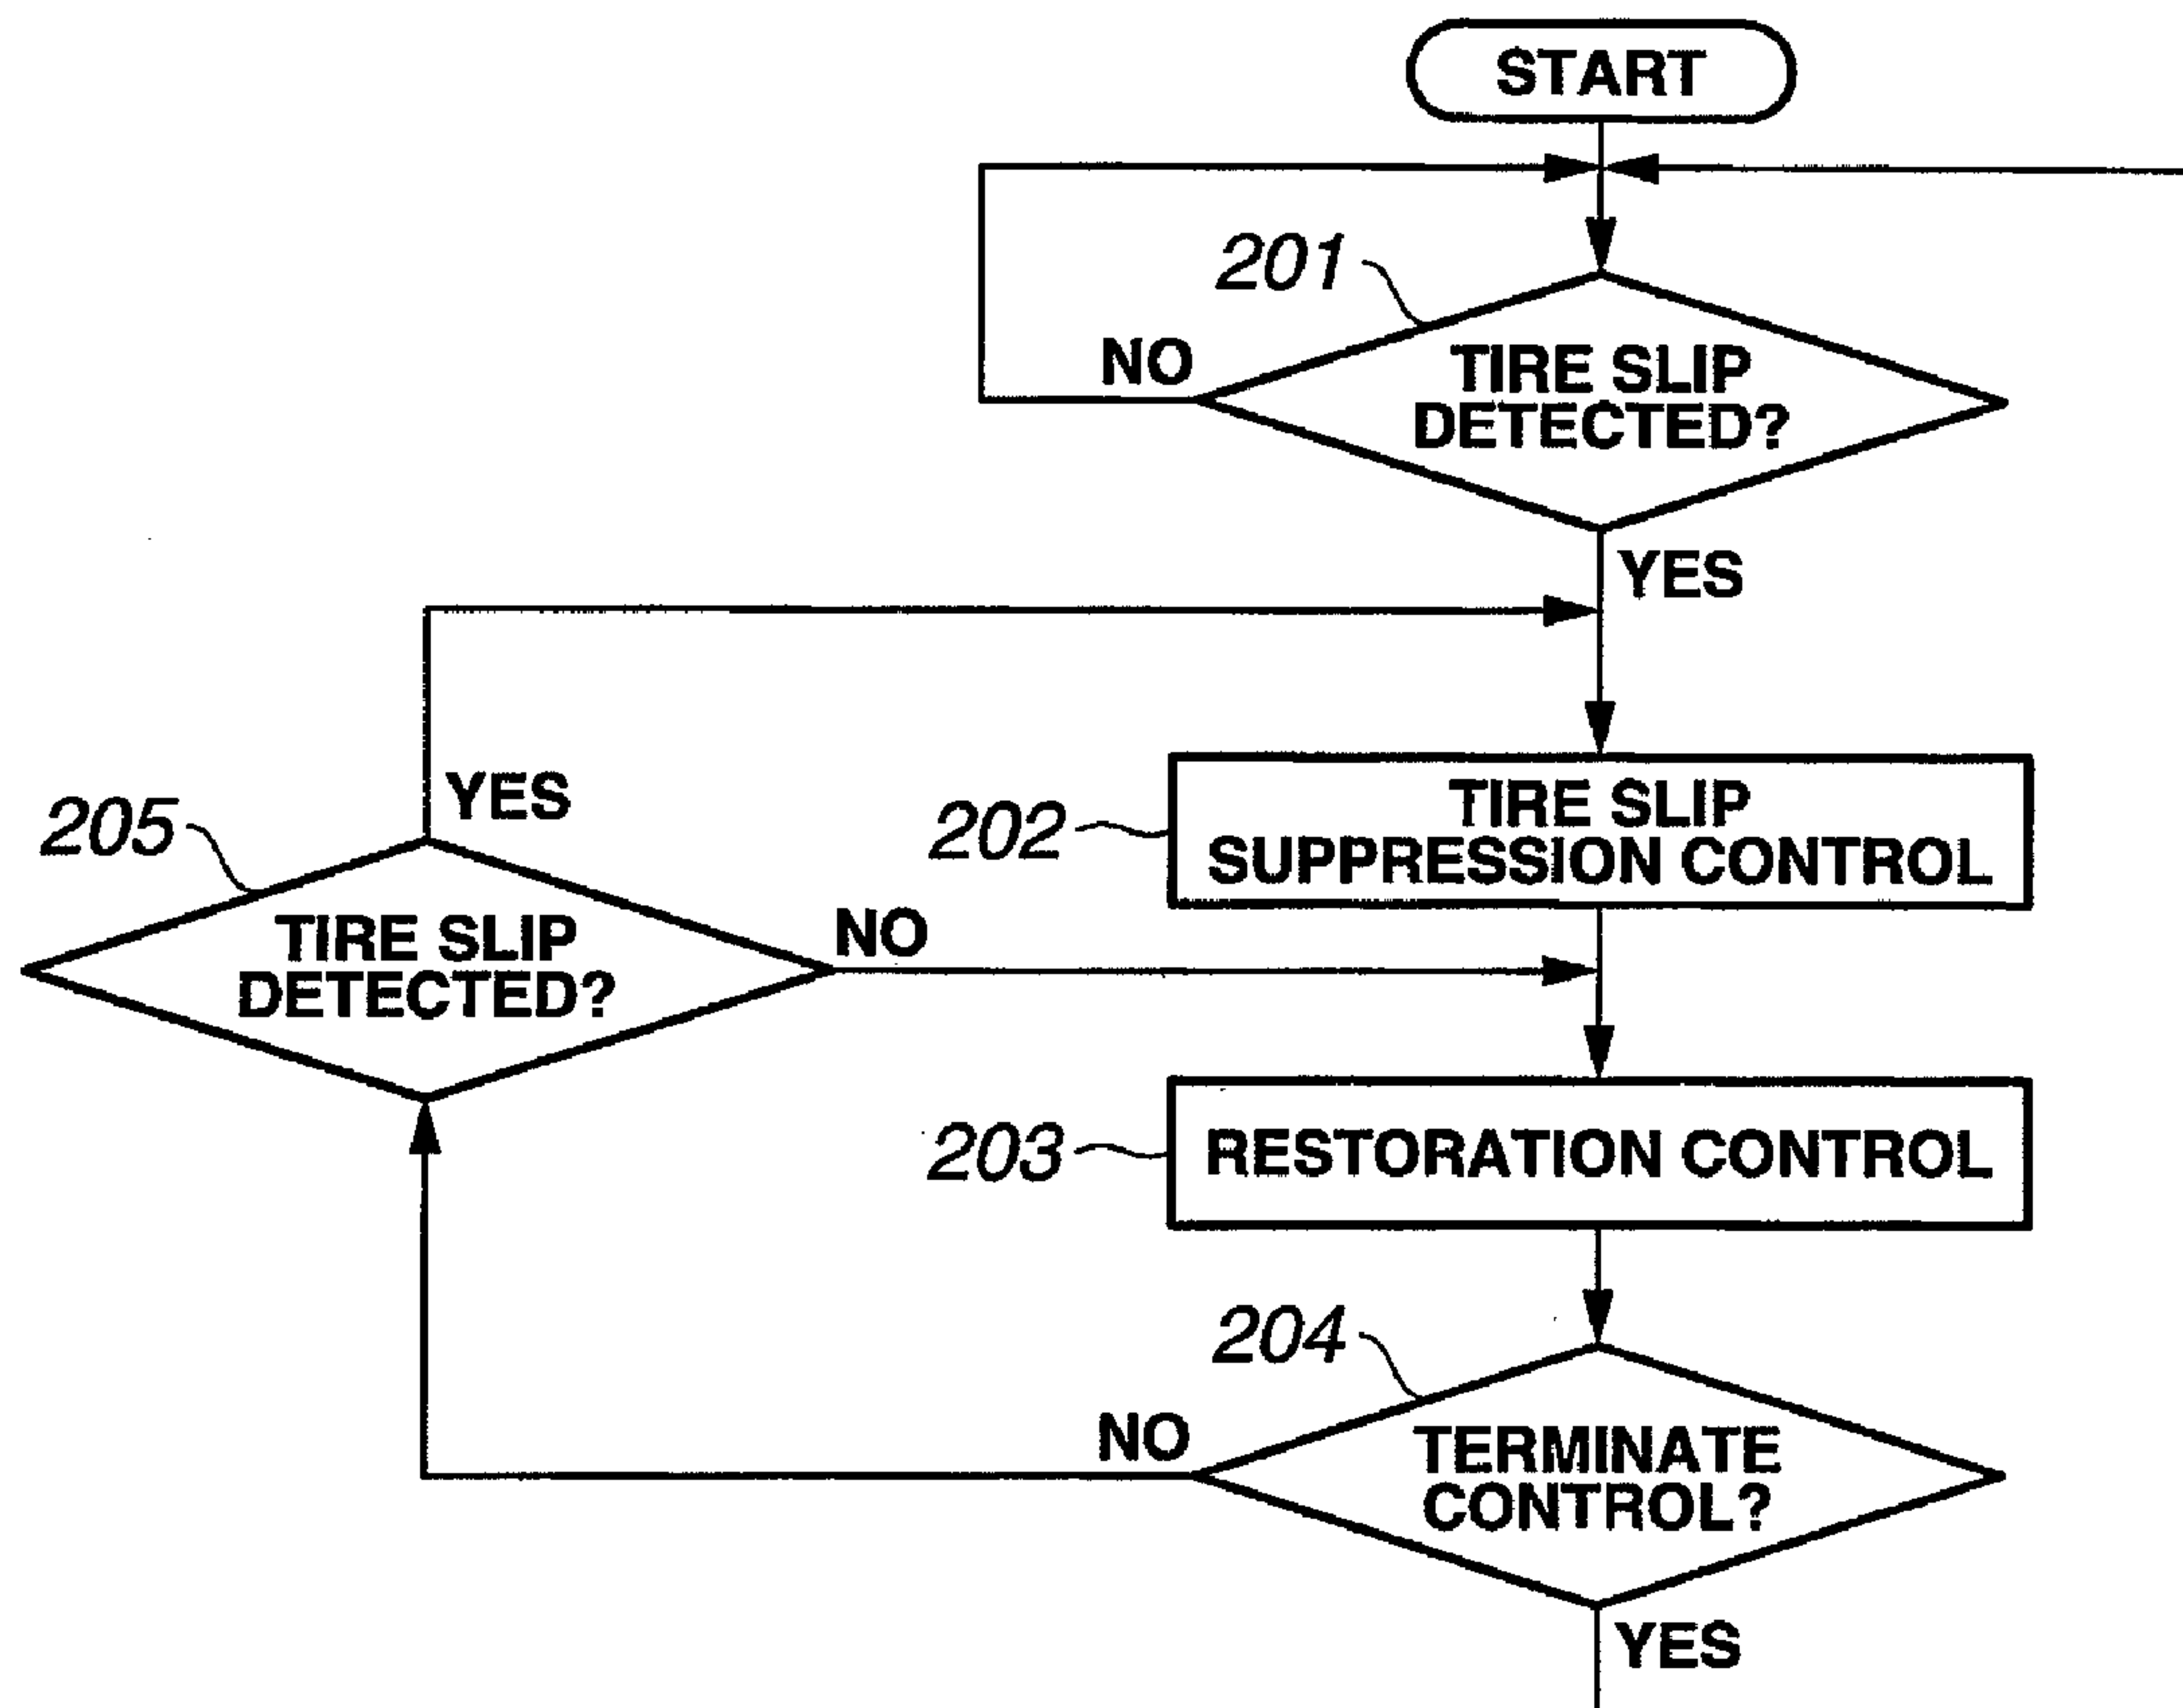 START
201
NO
TIRE SLIP
DETECTED?
YES
YES
202
TIRE SLIP
SUPPRESSION CONTROL
205
TIRE SLIP
DETECTED?
NO
203
RESTORATION CONTROL
204
NO
TERMINATE
CONTROL?
YES